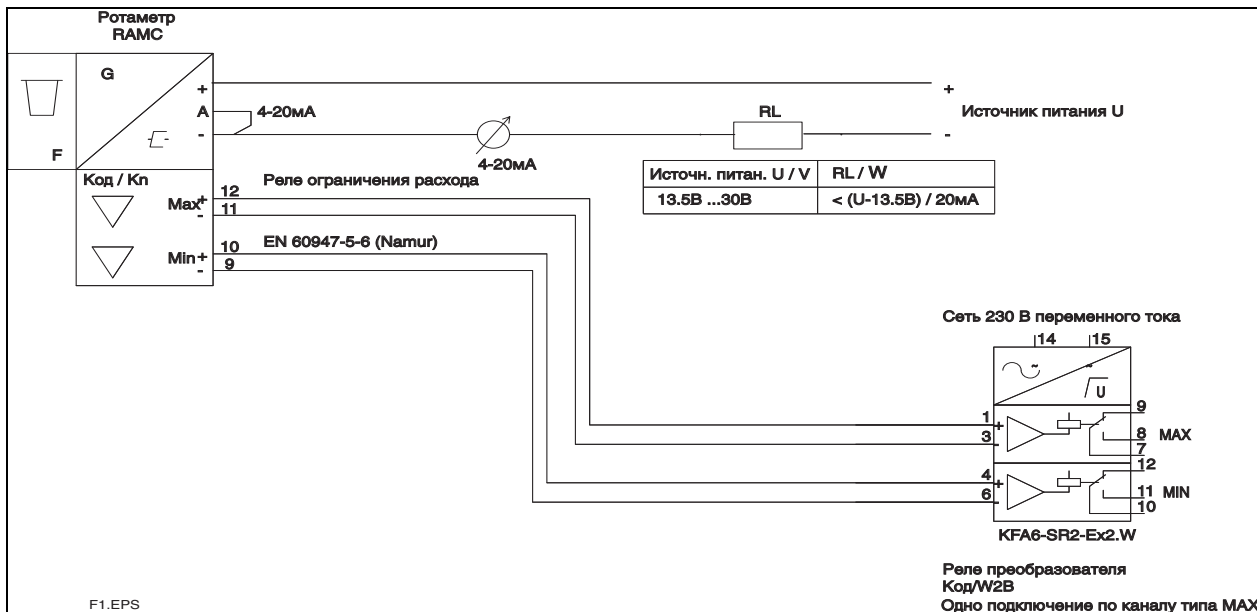 Ротаметр
RAMC
G
+
A
4-20мА
-
F
4-20мА
RL
+
Источник питания U
-
Источн. питан. U / V
RL / W
13.5В ...30В
< (U-13.5В) / 20мА
Код / Kn
Реле ограничения расхода
Max
+
12
-
11
EN 60947-5-6 (Namur)
Min
+
10
-
9
Сеть 230 В переменного тока
14
15
~
~
U
1
+
3
-
9
8
MAX
7
4
+
6
-
12
11
MIN
10
KFA6-SR2-Ex2.W
Реле преобразователя
Код/W2B
Одно подключение по каналу типа MAX
F1.EPS